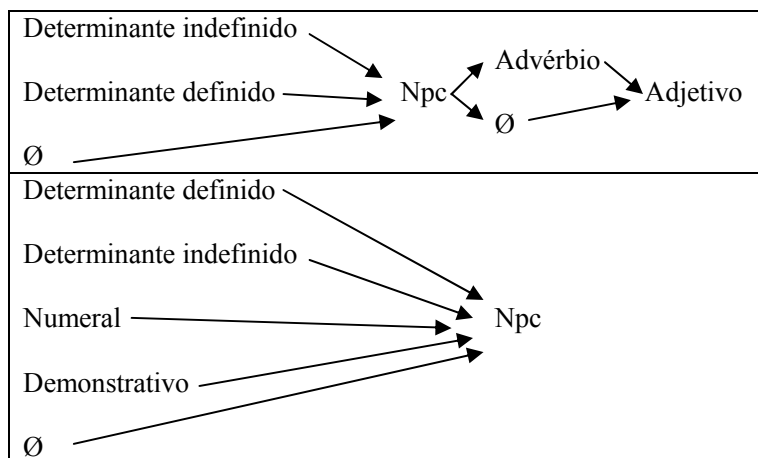 Determinante indefinido
Advérbio
Determinante definido
Npc
Adjetivo
Ø
Ø
Determinante definido
Determinante indefinido
Numeral
Npc
Demonstrativo
Ø